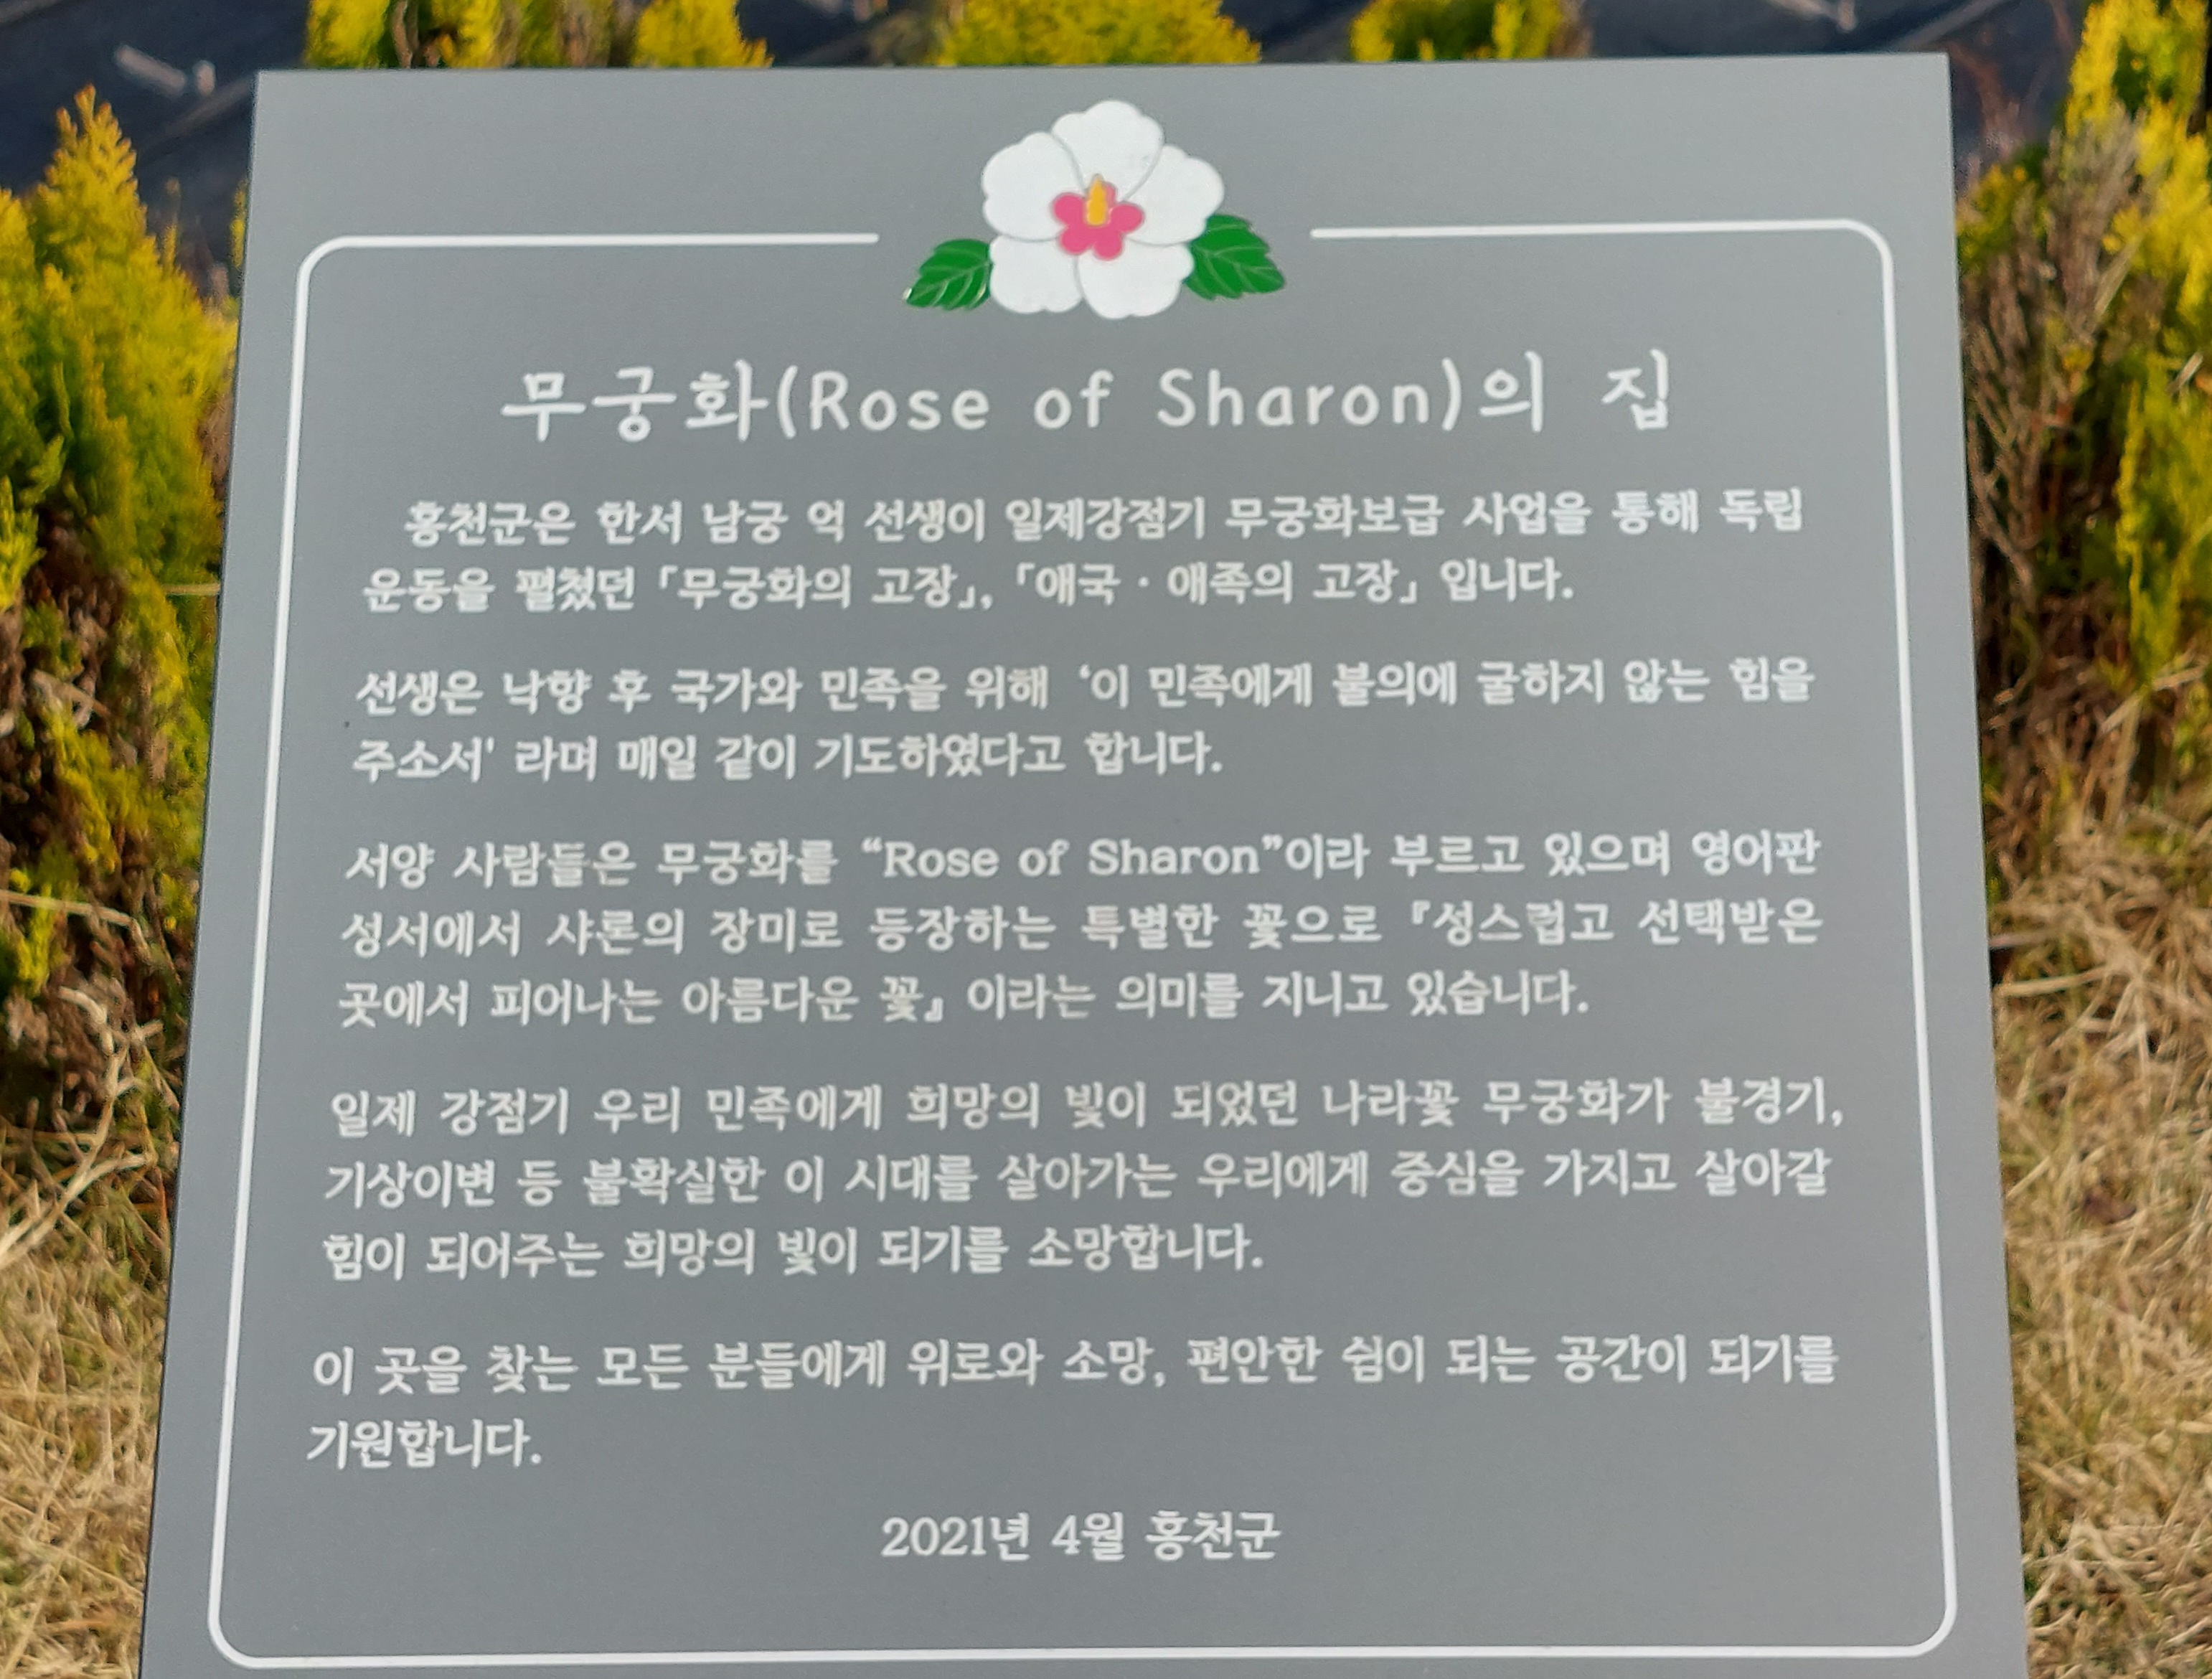 무궁화(Rose of Sharon)의 집
홍천군은 한서 남궁 억 선생이 일제강점기 무궁화보급 사업을 통해 독립
운동을 펼쳤던 「무궁화의 고장」, 「애국 · 애족의 고장」 입니다.
선생은 낙향 후 국가와 민족을 위해 ‘이 민족에게 불의에 굴하지 않는 힘을
주소서' 라며 매일 같이 기도하였다고 합니다.
서양 사람들은 무궁화를 “Rose of Sharon”이라 부르고 있으며 영어판
성서에서 샤론의 장미로 등장하는 특별한 꽃으로 『성스럽고 선택받은
곳에서 피어나는 아름다운 꽃』 이라는 의미를 지니고 있습니다.
일제 강점기 우리 민족에게 희망의 빛이 되었던 나라꽃 무궁화가 불경기,
기상이변 등 불확실한 이 시대를 살아가는 우리에게 중심을 가지고 살아갈
힘이 되어주는 희망의 빛이 되기를 소망합니다.
이 곳을 찾는 모든 분들에게 위로와 소망, 편안한 쉼이 되는 공간이 되기를
기원합니다.
2021년 4월 홍천군